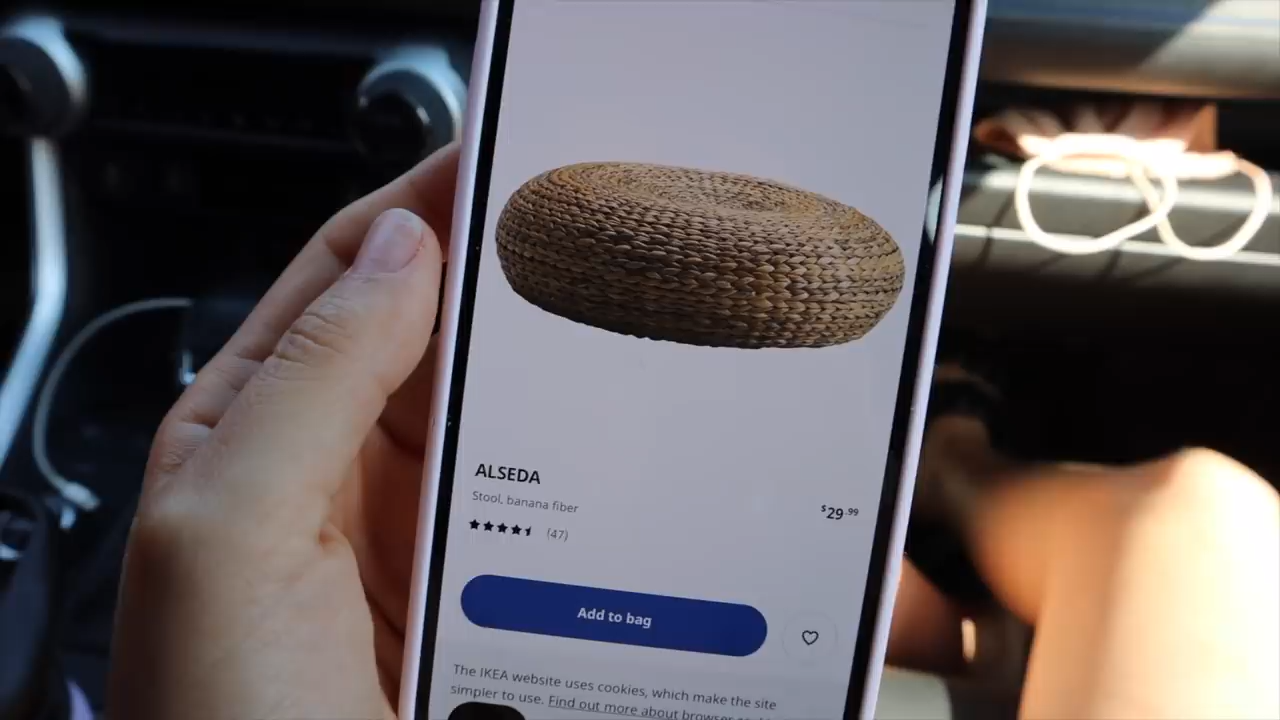 ALSEDA
Stool, banana fiber
$29.99
(47)
Add to bag
The IKEA website uses cookies, which make the site
simpler to use. Find out more about browser